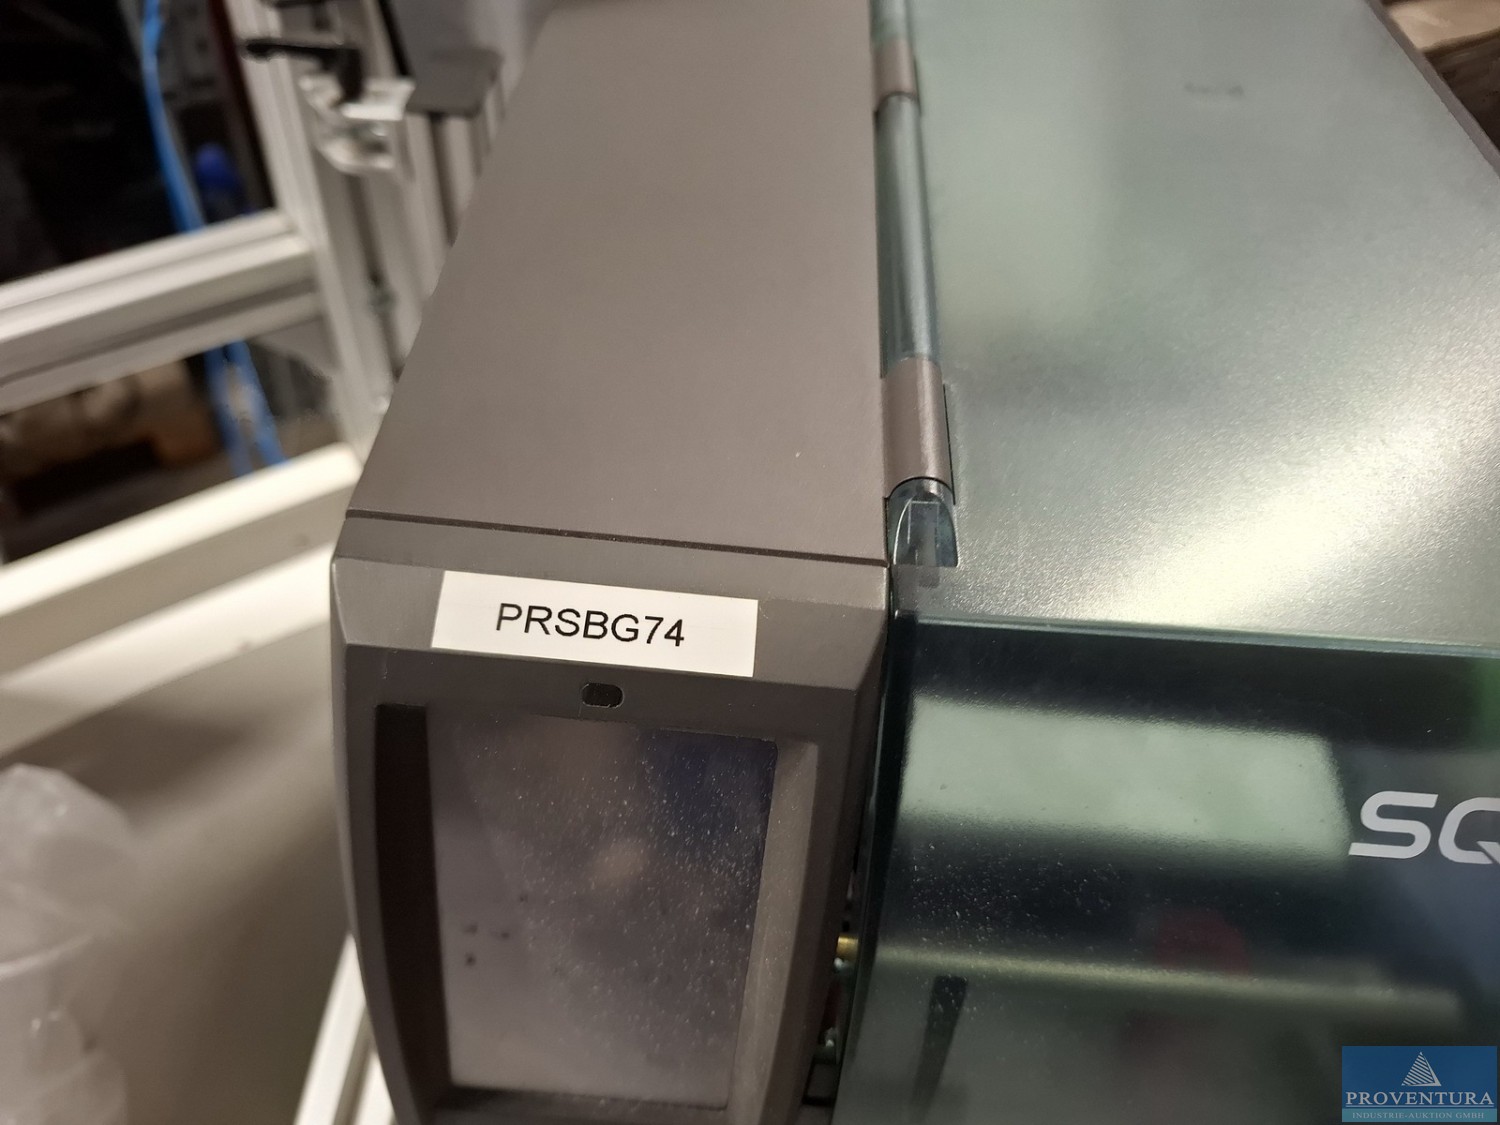 PRSBG74
SQ
PROVENTURA
INDUSTRIE-AUKTION GMBH